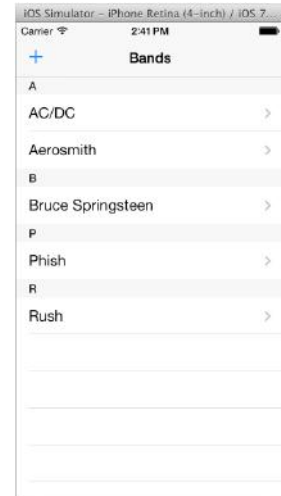 iOS Simulator – iPhone Retina (4-inch) / iOS 7...
Carrier 2:41 PM
+ Bands
A
AC/DC
Aerosmith
B
Bruce Springsteen
P
Phish
R
Rush